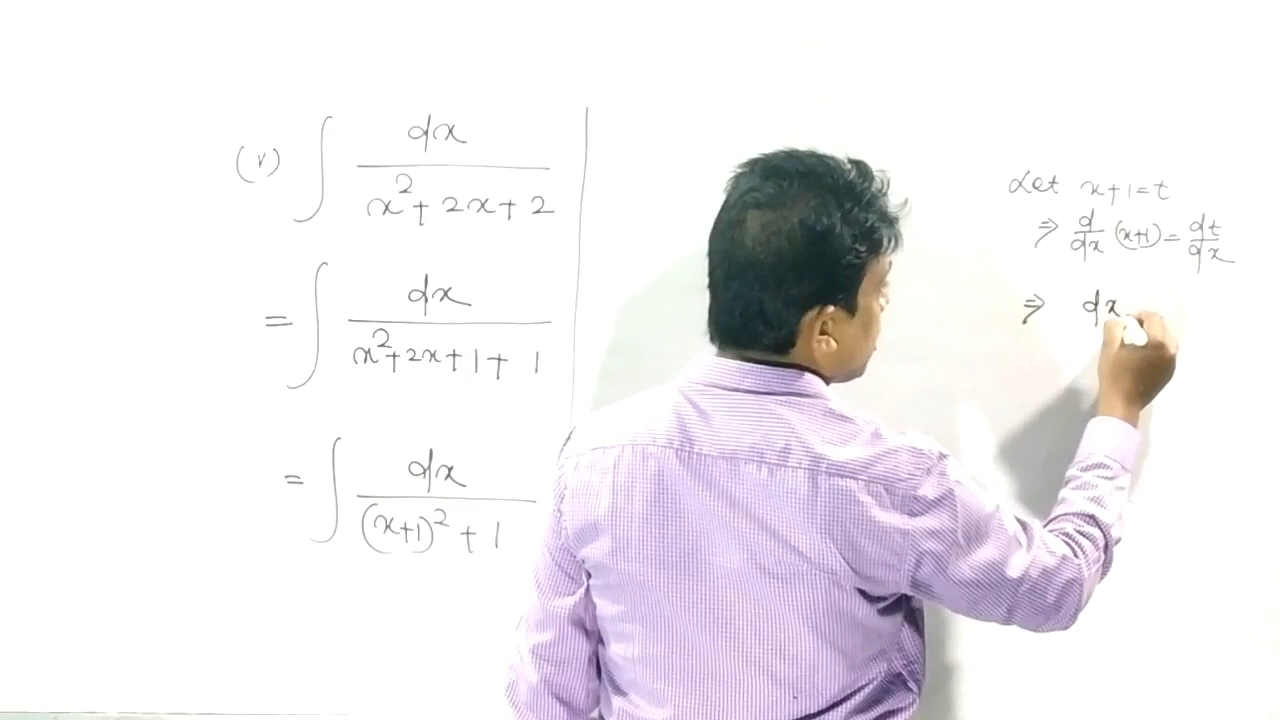 (v) ∫ dx / (x² + 2x + 2)
= ∫ dx / (x² + 2x + 1 + 1)
= ∫ dx / ((x+1)² + 1)
Let x+1=t
⇒ d/dx (x+1) = dt/dx
⇒ dx